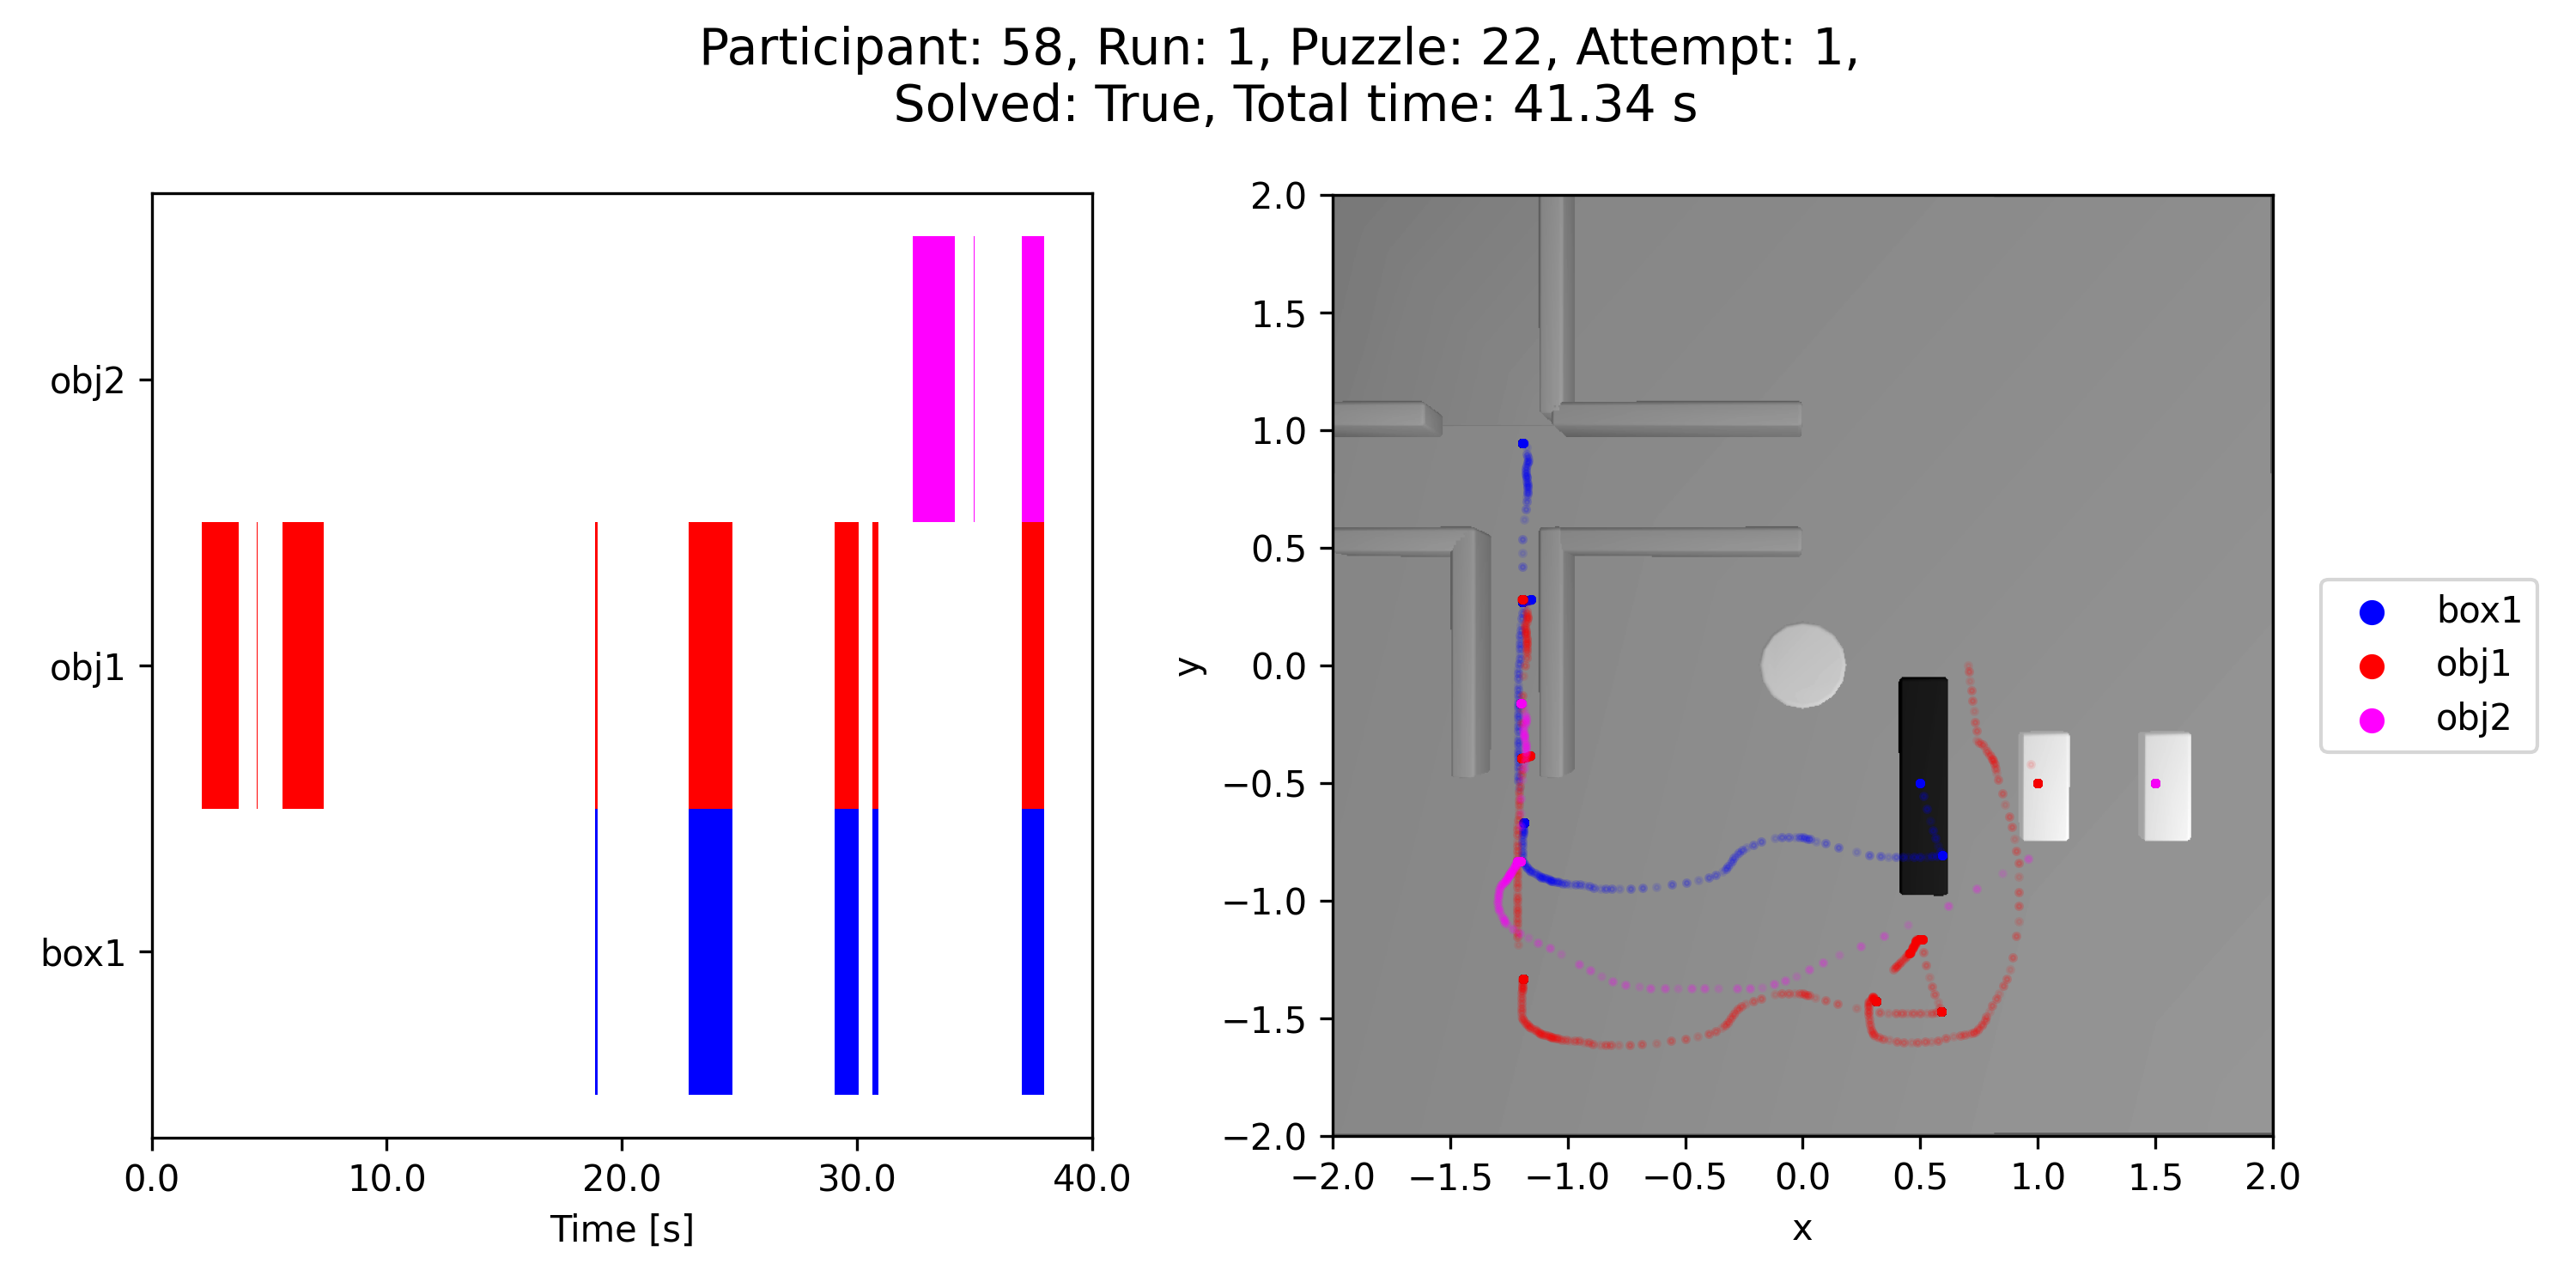 Participant: 58, Run: 1, Puzzle: 22, Attempt: 1,
Solved: True, Total time: 41.34 s
obj2
obj1
box1
0.0 10.0 20.0 30.0 40.0
Time [s]
2.0
1.5
1.0
0.5
0.0
−0.5
−1.0
−1.5
−2.0
y
−2.0 −1.5 −1.0 −0.5 0.0 0.5 1.0 1.5 2.0
x
box1
obj1
obj2